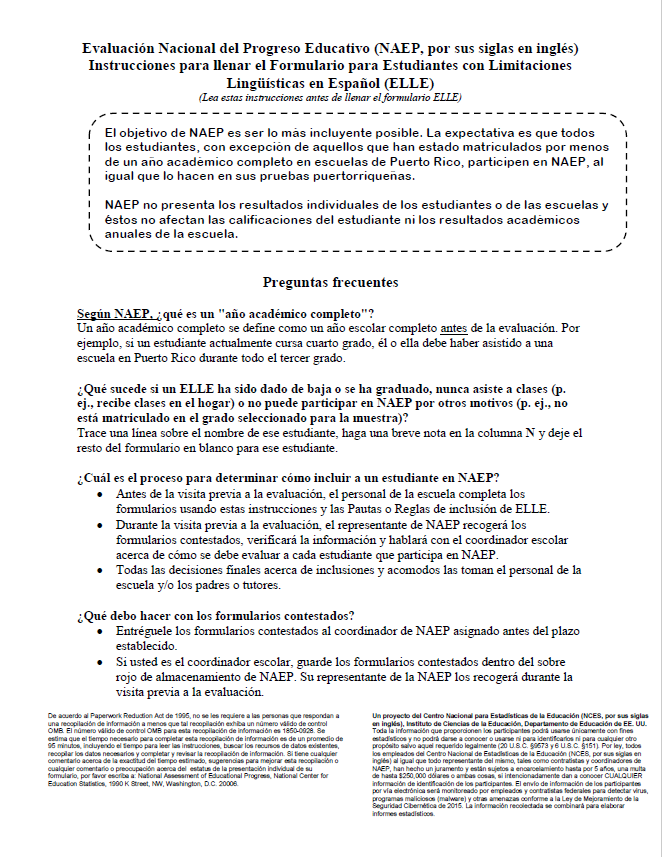 Evaluación Nacional del Progreso Educativo (NAEP, por sus siglas en inglés)
Instrucciones para llenar el Formulario para Estudiantes con Limitaciones
Lingüísticas en Español (ELLE)
(Lea estas instrucciones antes de llenar el formulario ELLE)
El objetivo de NAEP es ser lo más incluyente posible. La expectativa es que todos
los estudiantes, con excepción de aquellos que han estado matriculados por menos
de un año académico completo en escuelas de Puerto Rico, participen en NAEP, al
igual que lo hacen en sus pruebas puertorriqueñas.
NAEP no presenta los resultados individuales de los estudiantes o de las escuelas y
éstos no afectan las calificaciones del estudiante ni los resultados académicos
anuales de la escuela.
Preguntas frecuentes
Según NAEP, ¿qué es un "año académico completo"?
Un año académico completo se define como un año escolar completo antes de la evaluación. Por
ejemplo, si un estudiante actualmente cursa cuarto grado, él o ella debe haber asistido a una
escuela en Puerto Rico durante todo el tercer grado.
¿Qué sucede si un ELLE ha sido dado de baja o se ha graduado, nunca asiste a clases (p.
ej., recibe clases en el hogar) o no puede participar en NAEP por otros motivos (p. ej., no
está matriculado en el grado seleccionado para la muestra)?
Trace una línea sobre el nombre de ese estudiante, haga una breve nota en la columna N y deje el
resto del formulario en blanco para ese estudiante.
¿Cuál es el proceso para determinar cómo incluir a un estudiante en NAEP?
• Antes de la visita previa a la evaluación, el personal de la escuela completa los
formularios usando estas instrucciones y las Pautas o Reglas de inclusión de ELLE.
• Durante la visita previa a la evaluación, el representante de NAEP recogerá los
formularios contestados, verificará la información y hablará con el coordinador escolar
acerca de cómo se debe evaluar a cada estudiante que participa en NAEP.
• Todas las decisiones finales acerca de inclusiones y acomodos las toman el personal de la
escuela y/o los padres o tutores.
¿Qué debo hacer con los formularios contestados?
• Entréguele los formularios contestados al coordinador de NAEP asignado antes del plazo
establecido.
• Si usted es el coordinador escolar, guarde los formularios contestados dentro del sobre
rojo de almacenamiento de NAEP. Su representante de la NAEP los recogerá durante la
visita previa a la evaluación.
De acuerdo al Paperwork Reduction Act de 1995, no se les requiere a las personas que respondan a
una recopilación de información a menos que tal recopilación exhiba un número válido de control
OMB. El número válido de control OMB para esta recopilación de información es 1850-0928. Se
estima que el tiempo necesario para completar esta recopilación de información es de un promedio de
95 minutos, incluyendo el tiempo para leer las instrucciones, buscar los recursos de datos existentes,
recopilar los datos necesarios y completar y revisar la información recopilada. Si tiene cualquier
comentario acerca de la exactitud del tiempo estimado, sugerencias para mejorar esta recopilación o
cualquier comentario o preocupación acerca del estatus de la presentación individual de su
formulario, por favor escriba a: National Assessment of Educational Progress, National Center for
Education Statistics, 1990 K Street, NW, Washington, D.C. 20006.
Un proyecto del Centro Nacional para Estadísticas de la Educación (NCES, por sus siglas
en inglés), Instituto de Ciencias de la Educación, Departamento de Educación de EE. UU.
Toda la información que proporcionen los participantes podrá usarse únicamente con fines
estadísticos y no podrá darse a conocer o usarse ni para identificarlos ni para cualquier otro
propósito salvo aquel requerido legalmente (20 U.S.C. §9573 y 6 U.S.C. §151). Por ley, todos
los empleados del Centro Nacional de Estadísticas de la Educación (NCES, por sus siglas en
inglés) al igual que todo representante del mismo, tales como contratistas y coordinadores de
NAEP, han hecho un juramento y están sujetos a encarcelamiento hasta por 5 años, una multa
de hasta $250,000 dólares o ambas cosas, si intencionadamente dan a conocer CUALQUIER
información de identificación de los participantes. El envío de información de los participantes
por vía electrónica será monitoreado por empleados y contratistas federales para detectar virus,
programas maliciosos (malware) y otras amenazas conforme a la Ley de Mejoramiento de la
Seguridad Cibernética de 2015. La información recolectada se combinará para elaborar
informes estadísticos.